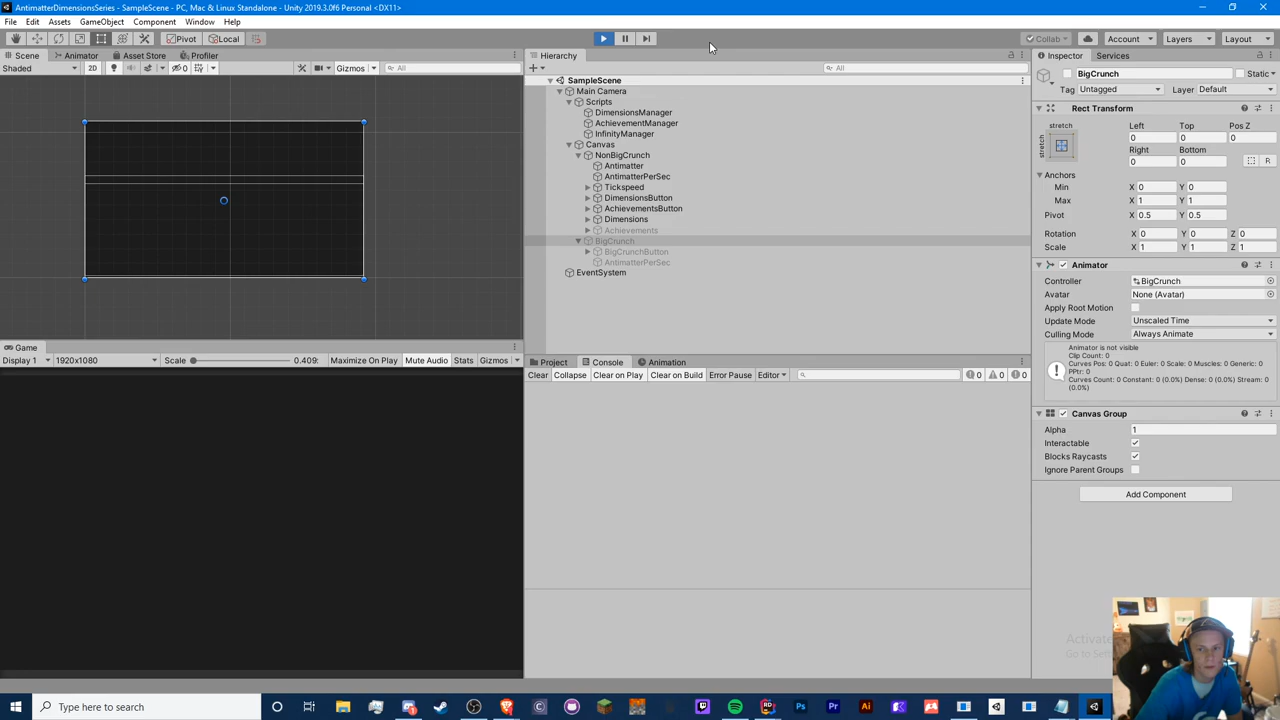 AntimatterDimensionsSeries - SampleScene - PC, Mac & Linux Standalone - Unity 2019.3.0f6 Personal <DX11>
File Edit Assets GameObject Component Window Help
Pivot Local Collab Account Layers Layout
Scene Animator Asset Store Profiler
Shaded 2D 0 Gizmos All
Hierarchy
All
SampleScene
Main Camera
Scripts
DimensionsManager
AchievementManager
InfinityManager
Canvas
NonBigCrunch
Antimatter
AntimatterPerSec
Tickspeed
DimensionsButton
AchievementsButton
Dimensions
Achievements
BigCrunch
BigCrunchButton
AntimatterPerSec
EventSystem
Inspector Services
BigCrunch Static
Tag Untagged Layer Default
Rect Transform
stretch
stretch
Left Top Pos Z
0 0 0
Right Bottom
0 0 R
Anchors
Min X 0 Y 0
Max X 1 Y 1
Pivot X 0.5 Y 0.5
Rotation X 0 Y 0 Z 0
Scale X 1 Y 1 Z 1
Animator
Controller BigCrunch
Avatar None (Avatar)
Apply Root Motion
Update Mode Unscaled Time
Culling Mode Always Animate
Animator is not visible
Clip Count: 0
Curves Pos: 0 Quat: 0 Euler: 0 Scale: 0 Muscles: 0 Generic: 0
PPtr: 0
Curves Count: 0 Constant: 0 (0.0%) Dense: 0 (0.0%) Stream: 0
(0.0%)
Canvas Group
Alpha 1
Interactable
Blocks Raycasts
Ignore Parent Groups
Add Component
Game
Display 1 1920x1080 Scale 0.409: Maximize On Play Mute Audio Stats Gizmos
Project Console Animation
Clear Collapse Clear on Play Clear on Build Error Pause Editor 0 0 0
Activate
Go to Sett
Type here to search